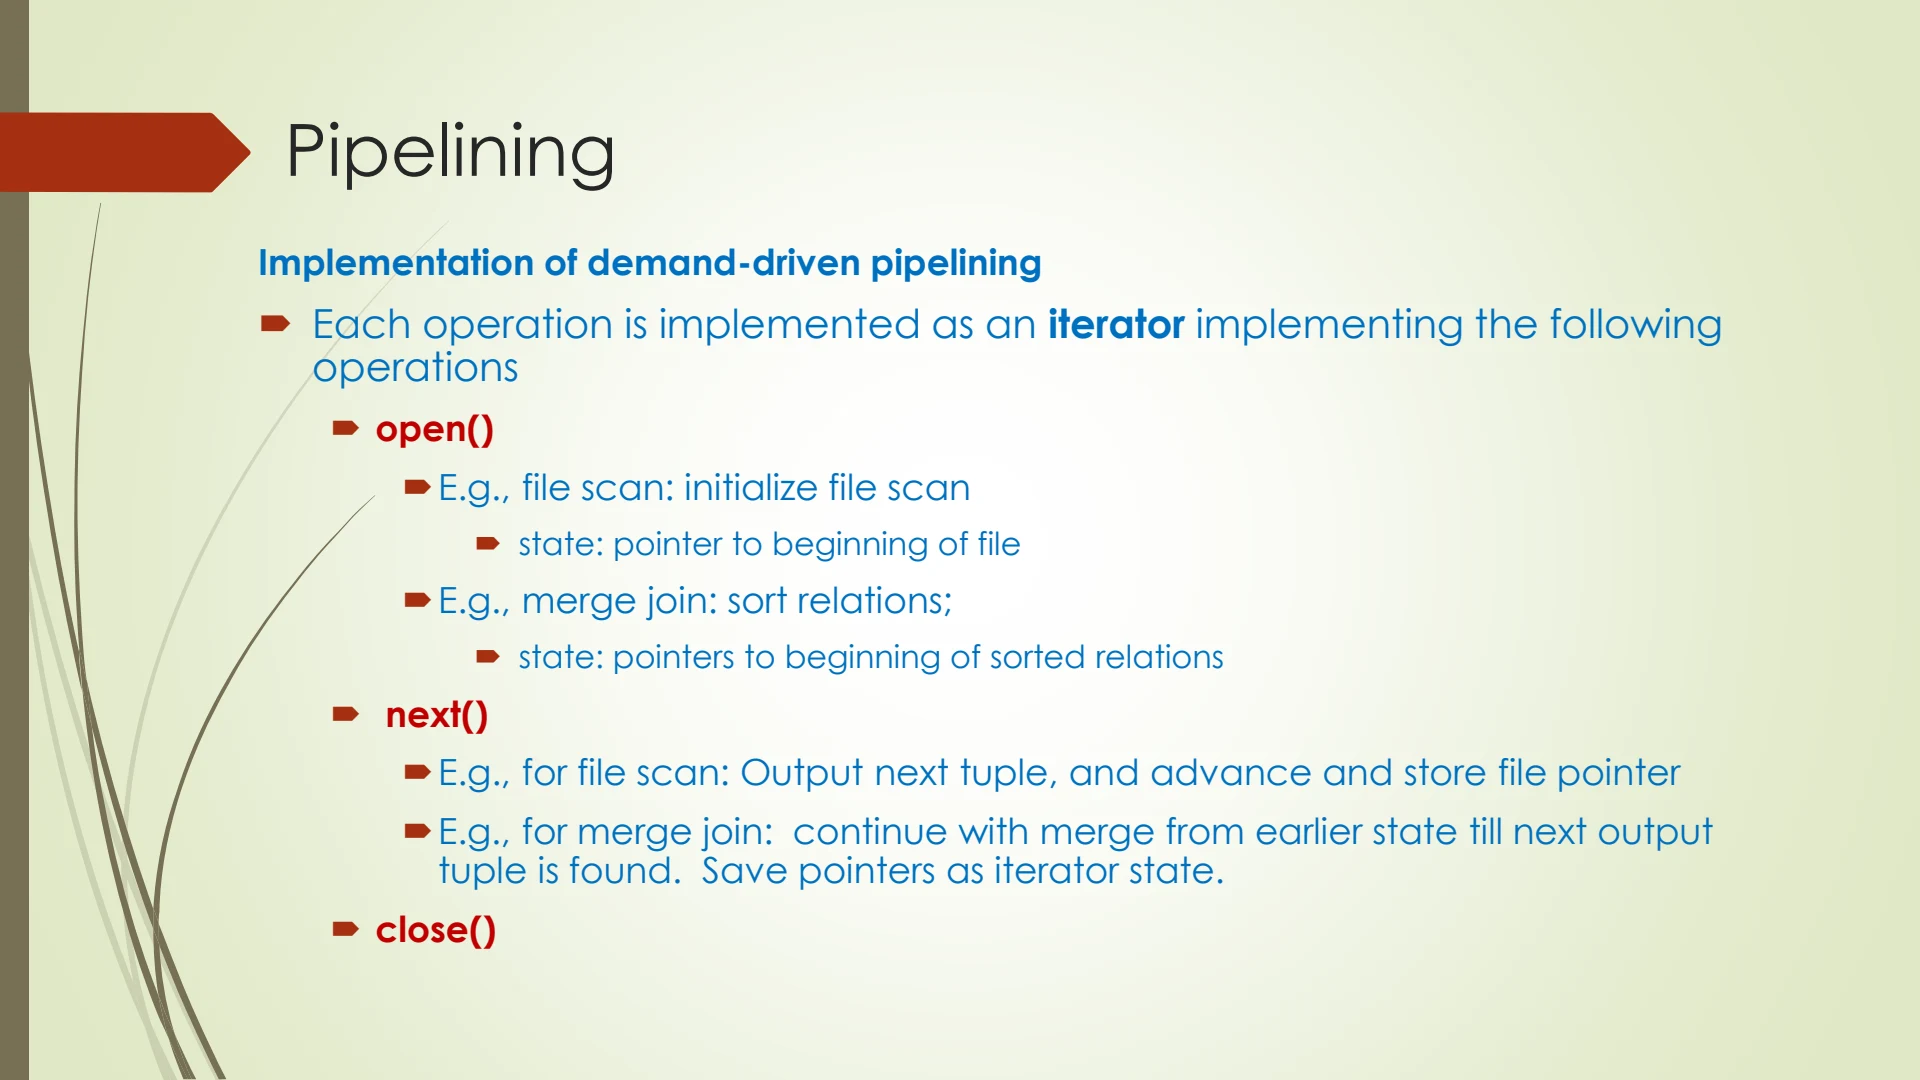 Pipelining
Implementation of demand-driven pipelining
Each operation is implemented as an iterator implementing the following
operations
open()
E.g., file scan: initialize file scan
state: pointer to beginning of file
E.g., merge join: sort relations;
state: pointers to beginning of sorted relations
next()
E.g., for file scan: Output next tuple, and advance and store file pointer
E.g., for merge join:  continue with merge from earlier state till next output
tuple is found.  Save pointers as iterator state.
close()